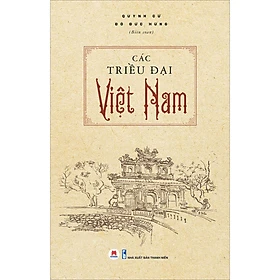 QUỲNH CƯ
ĐỖ ĐỨC HÙNG
(Biên soạn)
CÁC
TRIỀU ĐẠI
Việt Nam
NHÀ XUẤT BẢN THANH NIÊN